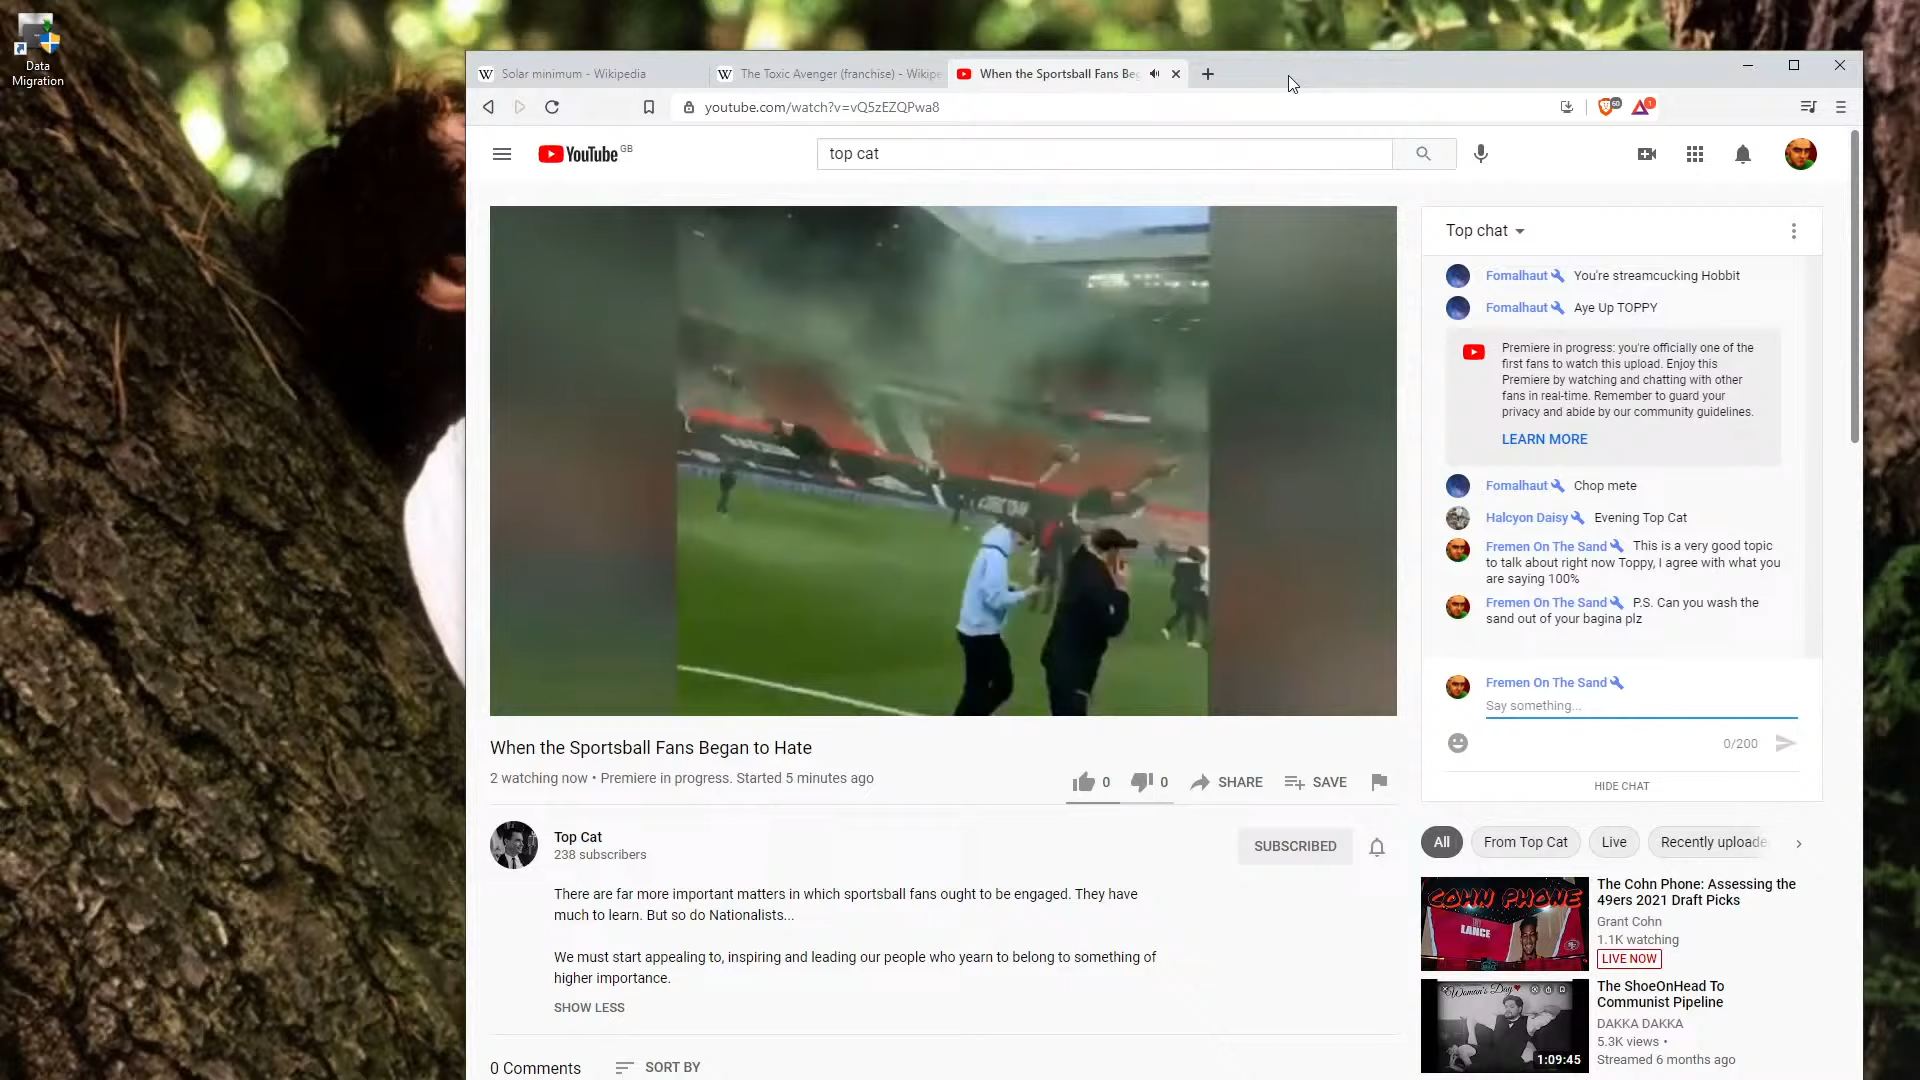 Data
Migration
Solar minimum - Wikipedia
The Toxic Avenger (franchise) - Wikipe
When the Sportsball Fans Beg
youtube.com/watch?v=vQ5zEZQPwa8
60
1
YouTube GB
top cat
Top chat
Fomalhaut You're streamcucking Hobbit
Fomalhaut Aye Up TOPPY
Premiere in progress: you're officially one of the
first fans to watch this upload. Enjoy this
Premiere by watching and chatting with other
fans in real-time. Remember to guard your
privacy and abide by our community guidelines.
LEARN MORE
Fomalhaut Chop mete
Halcyon Daisy Evening Top Cat
Fremen On The Sand This is a very good topic
to talk about right now Toppy, I agree with what you
are saying 100%
Fremen On The Sand P.S. Can you wash the
sand out of your bagina plz
Fremen On The Sand
Say something...
0/200
HIDE CHAT
When the Sportsball Fans Began to Hate
2 watching now • Premiere in progress. Started 5 minutes ago
0
0
SHARE
SAVE
Top Cat
238 subscribers
SUBSCRIBED
There are far more important matters in which sportsball fans ought to be engaged. They have
much to learn. But so do Nationalists...
We must start appealing to, inspiring and leading our people who yearn to belong to something of
higher importance.
SHOW LESS
0 Comments
SORT BY
All
From Top Cat
Live
Recently uploade
COHN PHONE
LANCE
The Cohn Phone: Assessing the
49ers 2021 Draft Picks
Grant Cohn
1.1K watching
LIVE NOW
Woman's Day
1:09:45
The ShoeOnHead To
Communist Pipeline
DAKKA DAKKA
5.3K views •
Streamed 6 months ago